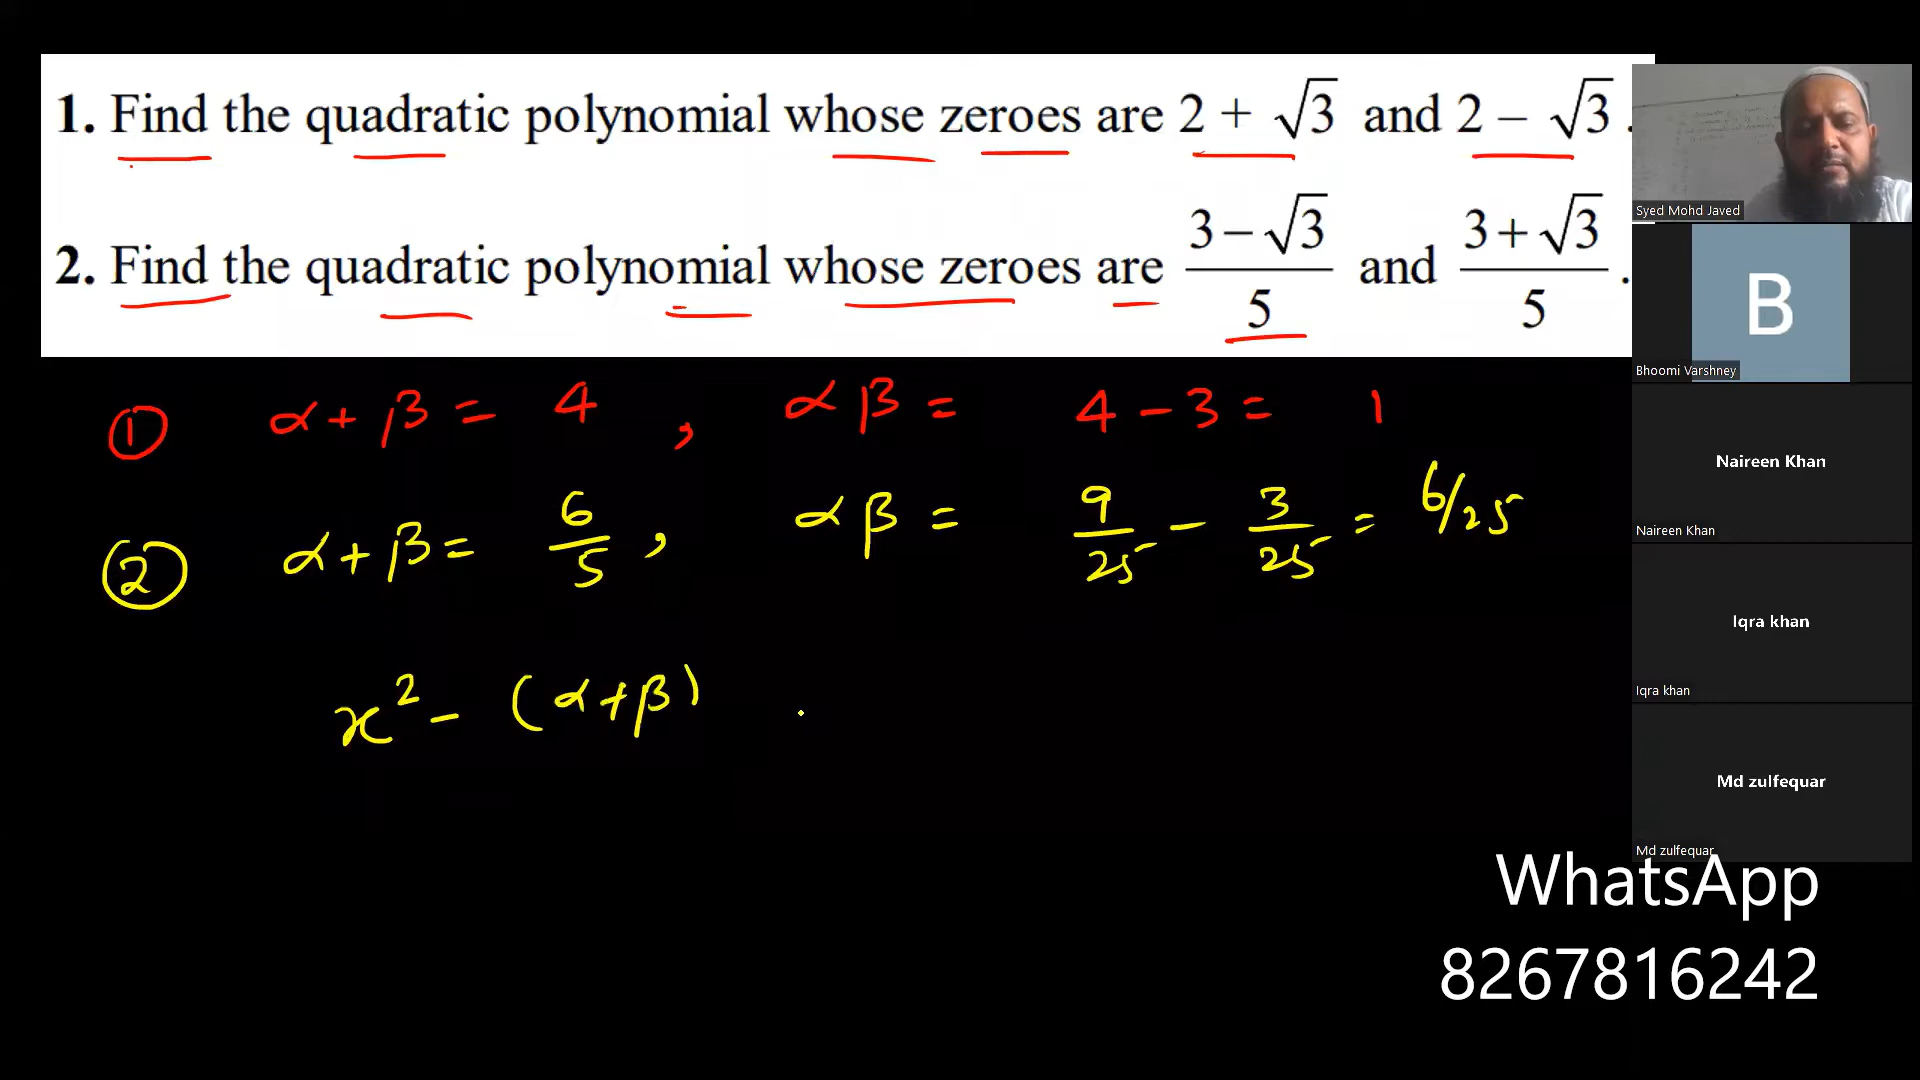 1. Find the quadratic polynomial whose zeroes are 2 + √3 and 2 – √3 .
2. Find the quadratic polynomial whose zeroes are (3 – √3)/5 and (3 + √3)/5 .
① α + β = 4 , αβ = 4 – 3 = 1
② α + β = 6/5 , αβ = 9/25 – 3/25 = 6/25
x² – (α + β)
Syed Mohd Javed
B
Bhoomi Varshney
Naireen Khan
Naireen Khan
Iqra khan
Iqra khan
Md zulfequar
Md zulfequar
WhatsApp
8267816242